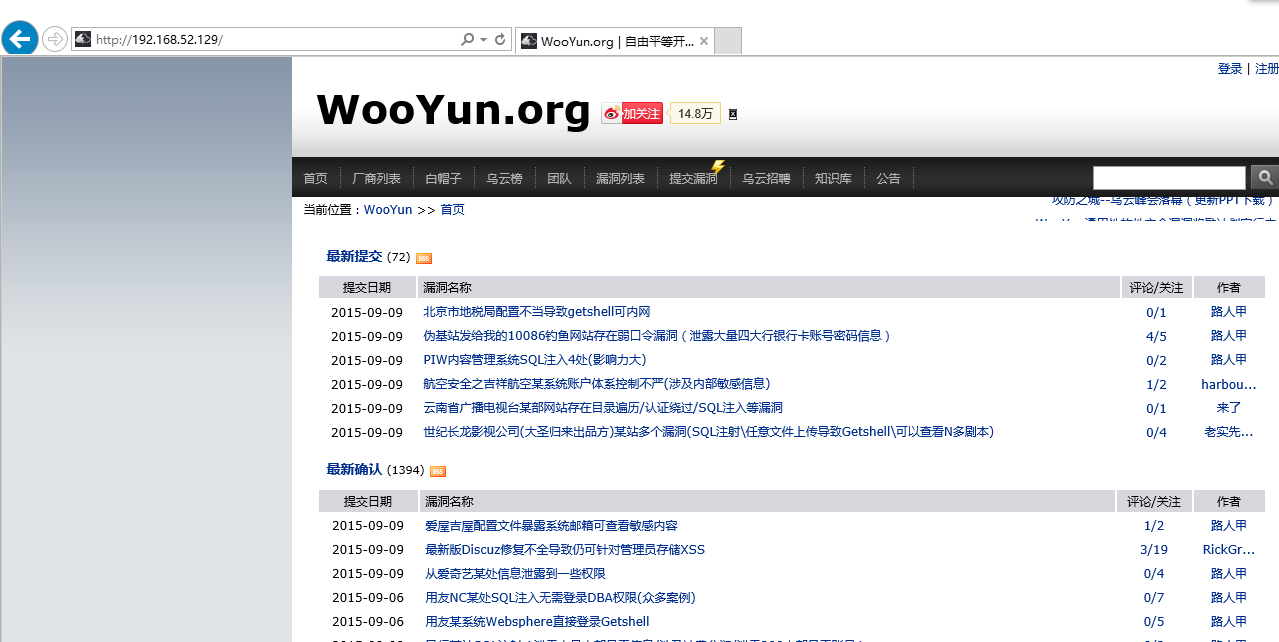 http://192.168.52.129/
WooYun.org | 自由平等开...
登录 | 注册
WooYun.org
加关注
14.8万
首页 厂商列表 白帽子 乌云榜 团队 漏洞列表 提交漏洞 乌云招聘 知识库 公告
当前位置：WooYun >> 首页
攻防之城--乌云峰会落幕（更新PPT下载）
最新提交 (72) RSS
提交日期 漏洞名称 评论/关注 作者
2015-09-09 北京市地税局配置不当导致getshell可内网 0/1 路人甲
2015-09-09 伪基站发给我的10086钓鱼网站存在弱口令漏洞（泄露大量四大行银行卡账号密码信息） 4/5 路人甲
2015-09-09 PIW内容管理系统SQL注入4处(影响力大) 0/2 路人甲
2015-09-09 航空安全之吉祥航空某系统账户体系控制不严(涉及内部敏感信息) 1/2 harbou...
2015-09-09 云南省广播电视台某部网站存在目录遍历/认证绕过/SQL注入等漏洞 0/1 来了
2015-09-09 世纪长龙影视公司(大圣归来出品方)某站多个漏洞(SQL注射\任意文件上传导致Getshell\可以查看N多剧本) 0/4 老实先...
最新确认 (1394) RSS
提交日期 漏洞名称 评论/关注 作者
2015-09-09 爱屋吉屋配置文件暴露系统邮箱可查看敏感内容 1/2 路人甲
2015-09-09 最新版Discuz修复不全导致仍可针对管理员存储XSS 3/19 RickGr...
2015-09-09 从爱奇艺某处信息泄露到一些权限 0/4 路人甲
2015-09-06 用友NC某处SQL注入无需登录DBA权限(众多案例) 0/7 路人甲
2015-09-06 用友某系统Websphere直接登录Getshell 0/5 路人甲